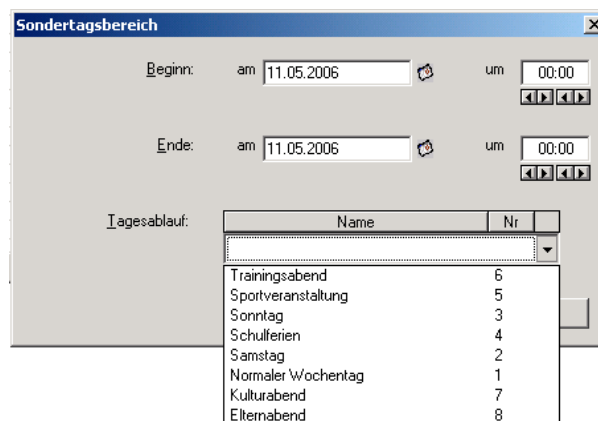 Sondertagsbereich
Beginn: am 11.05.2006 um 00:00
Ende: am 11.05.2006 um 00:00
Tagesablauf: Name Nr
Trainingsabend 6
Sportveranstaltung 5
Sonntag 3
Schulferien 4
Samstag 2
Normaler Wochentag 1
Kulturabend 7
Elternabend 8